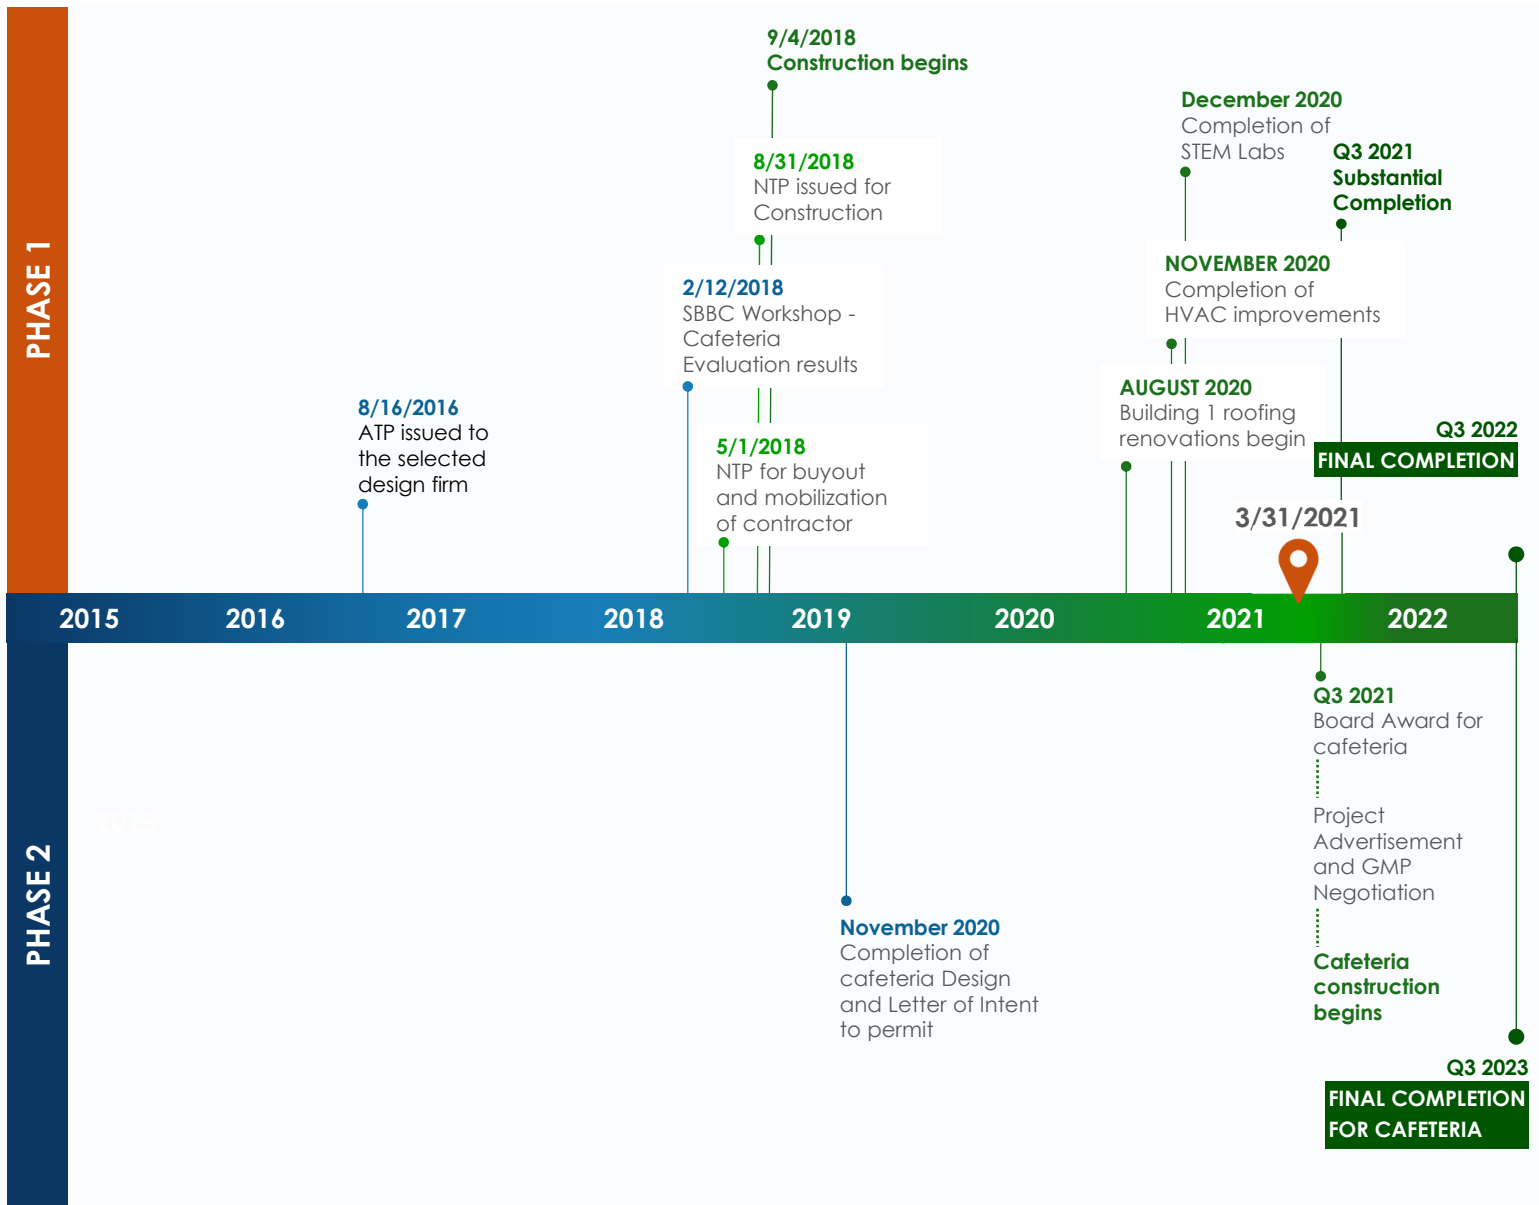 PHASE 1
9/4/2018
Construction begins
8/31/2018
NTP issued for
Construction
2/12/2018
SBBC Workshop -
Cafeteria
Evaluation results
8/16/2016
ATP issued to
the selected
design firm
5/1/2018
NTP for buyout
and mobilization
of contractor
December 2020
Completion of
STEM Labs
Q3 2021
Substantial
Completion
NOVEMBER 2020
Completion of
HVAC improvements
AUGUST 2020
Building 1 roofing
renovations begin
Q3 2022
FINAL COMPLETION
3/31/2021
2015 2016 2017 2018 2019 2020 2021 2022
PHASE 2
2015
November 2020
Completion of
cafeteria Design
and Letter of Intent
to permit
Q3 2021
Board Award for
cafeteria
Project
Advertisement
and GMP
Negotiation
Cafeteria
construction
begins
Q3 2023
FINAL COMPLETION
FOR CAFETERIA